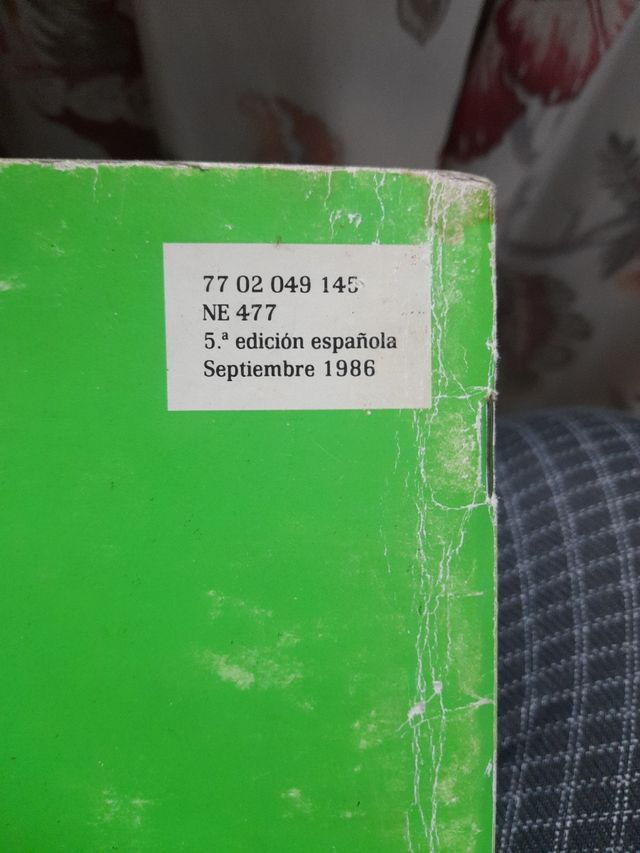 77 02 049 145
NE 477
5.ª edición española
Septiembre 1986